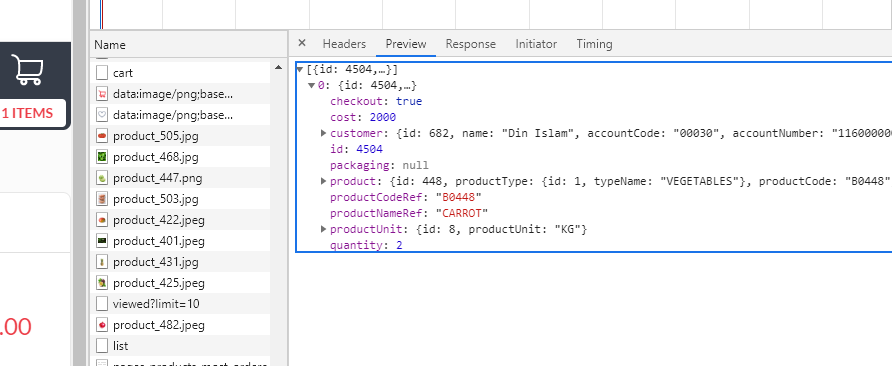 1 ITEMS
.00
Name
cart
data:image/png;base...
data:image/png;base...
product_505.jpg
product_468.jpg
product_447.png
product_503.jpg
product_422.jpeg
product_401.jpeg
product_431.jpg
product_425.jpeg
viewed?limit=10
product_482.jpeg
list
× Headers Preview Response Initiator Timing
▼[{id: 4504,…}]
▼0: {id: 4504,…}
checkout: true
cost: 2000
▶customer: {id: 682, name: "Din Islam", accountCode: "00030", accountNumber: "11600000
id: 4504
packaging: null
▶product: {id: 448, productType: {id: 1, typeName: "VEGETABLES"}, productCode: "B0448"
productCodeRef: "B0448"
productNameRef: "CARROT"
▶productUnit: {id: 8, productUnit: "KG"}
quantity: 2